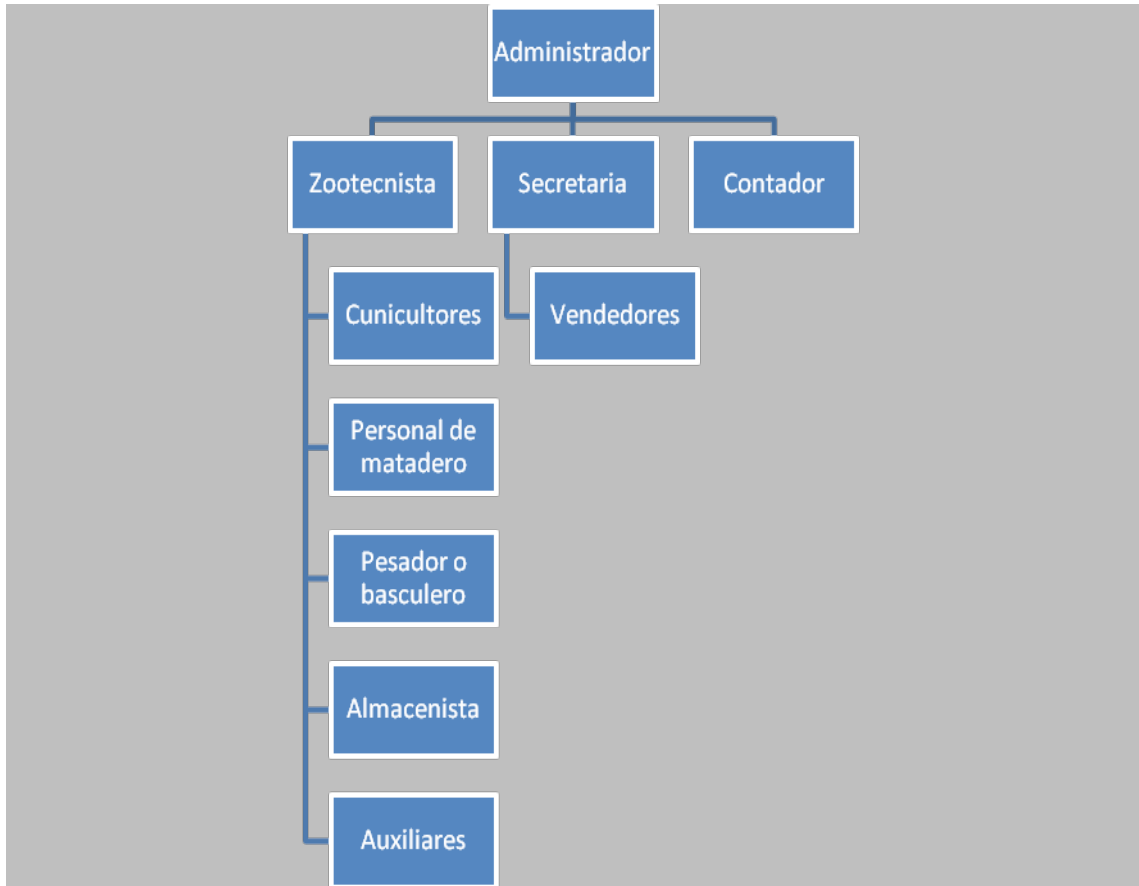 Administrador
Zootecnista
Secretaria
Contador
Cunicultores
Vendedores
Personal de
matadero
Pesador o
basculero
Almacenista
Auxiliares